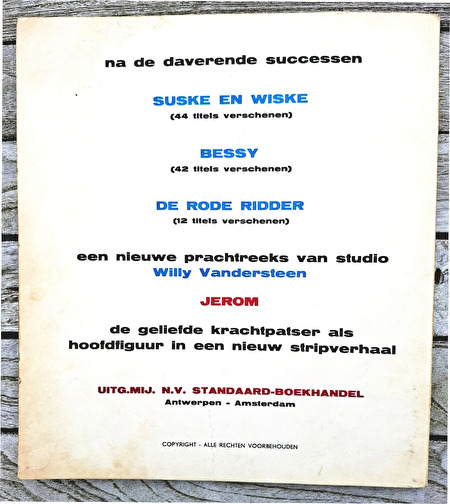 na de daverende successen
SUSKE EN WISKE
(44 titels verschenen)
BESSY
(42 titels verschenen)
DE RODE RIDDER
(12 titels verschenen)
een nieuwe prachtreeks van studio
Willy Vandersteen
JEROM
de geliefde krachtpatser als
hoofdfiguur in een nieuw stripverhaal
UITG.MIJ. N.V. STANDAARD-BOEKHANDEL
Antwerpen - Amsterdam
COPYRIGHT - ALLE RECHTEN VOORBEHOUDEN